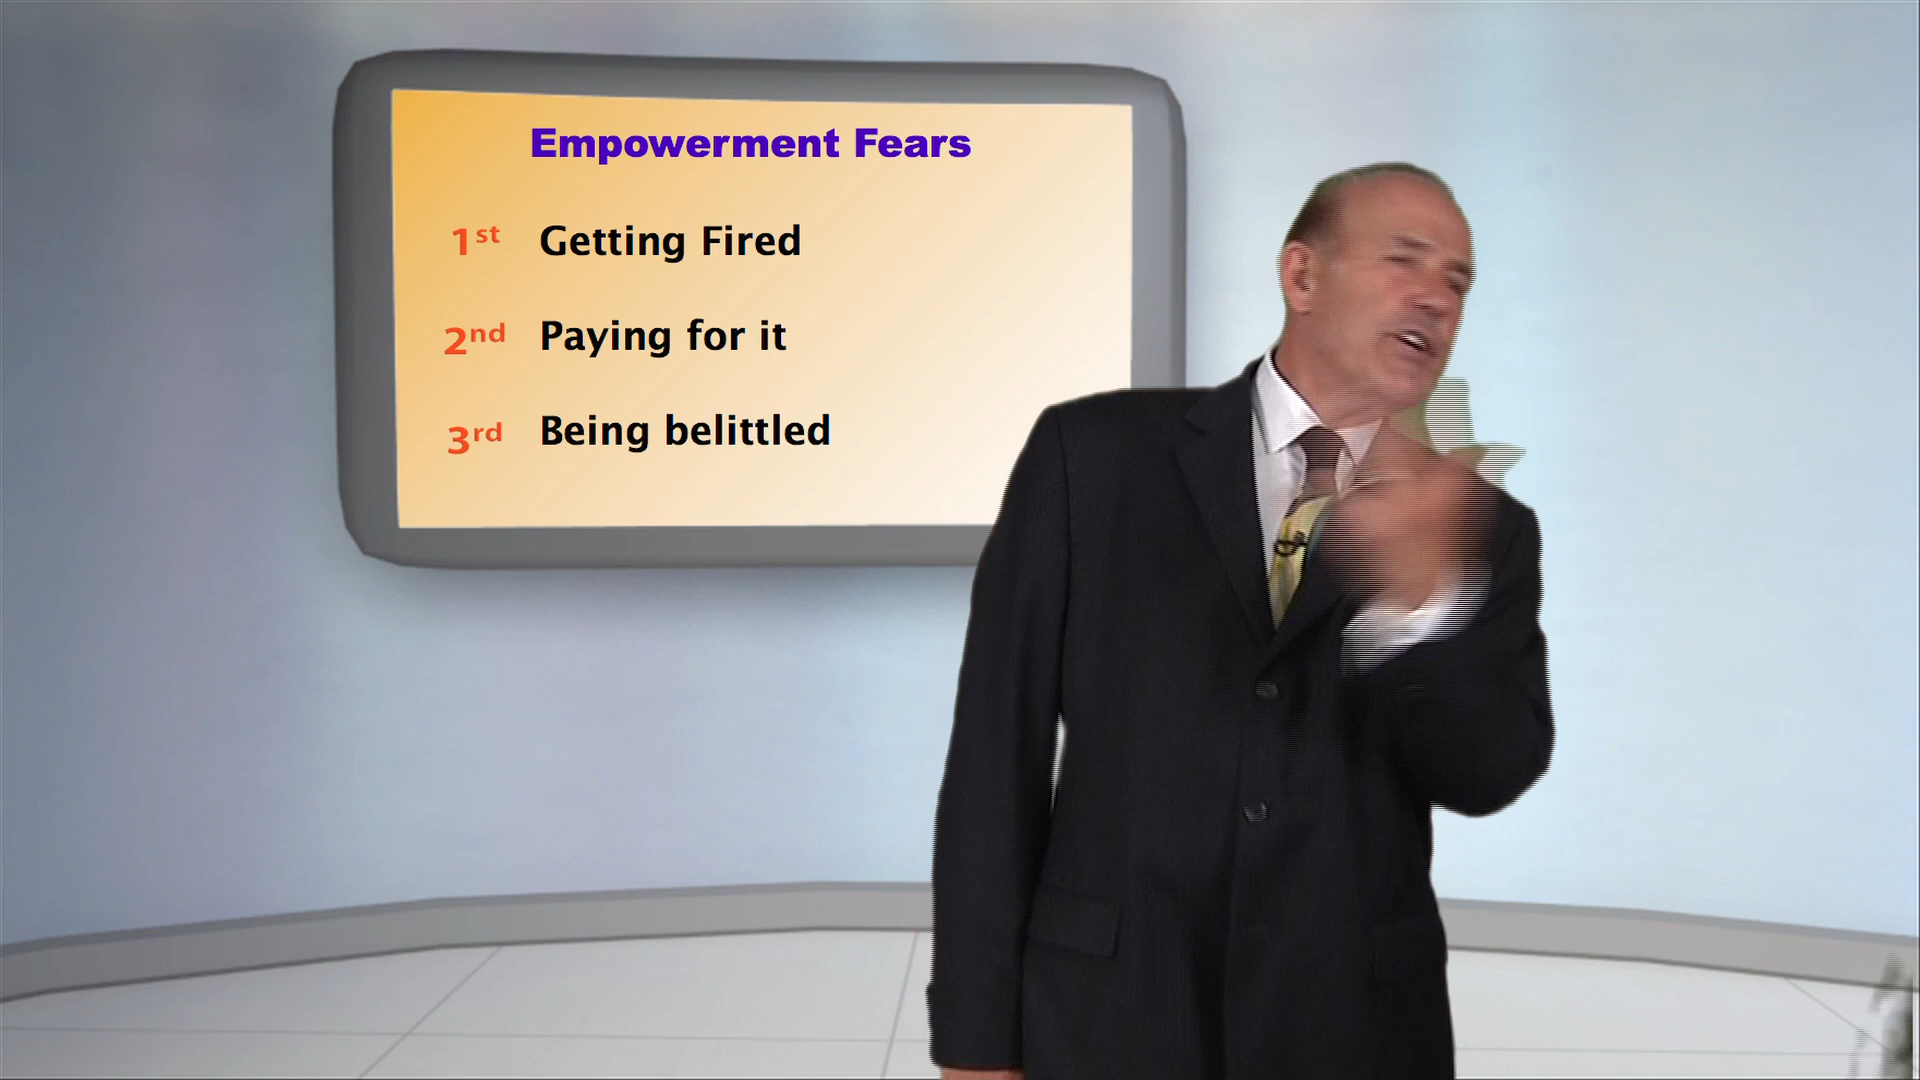 Empowerment Fears
1st Getting Fired
2nd Paying for it
3rd Being belittled